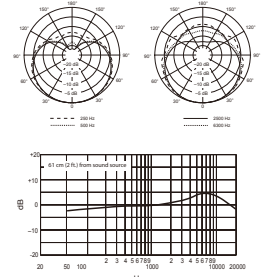 150° 180° 150° 150° 180° 150°
120° 120° 120° 120°
90° 90° 90° 90°
–20 dB –20 dB
–15 dB –15 dB
–10 dB –10 dB
–5 dB –5 dB
60° 60° 60° 60°
30° 0 30° 30° 0 30°
250 Hz 2500 Hz
500 Hz
+20
61 cm (2 ft.) from sound source
+10
dB 0
–10
–20
20 50 100 2 3 4 5 6 7 8 9 1000 2 3 4 5 6 7 8 9 10000 20000